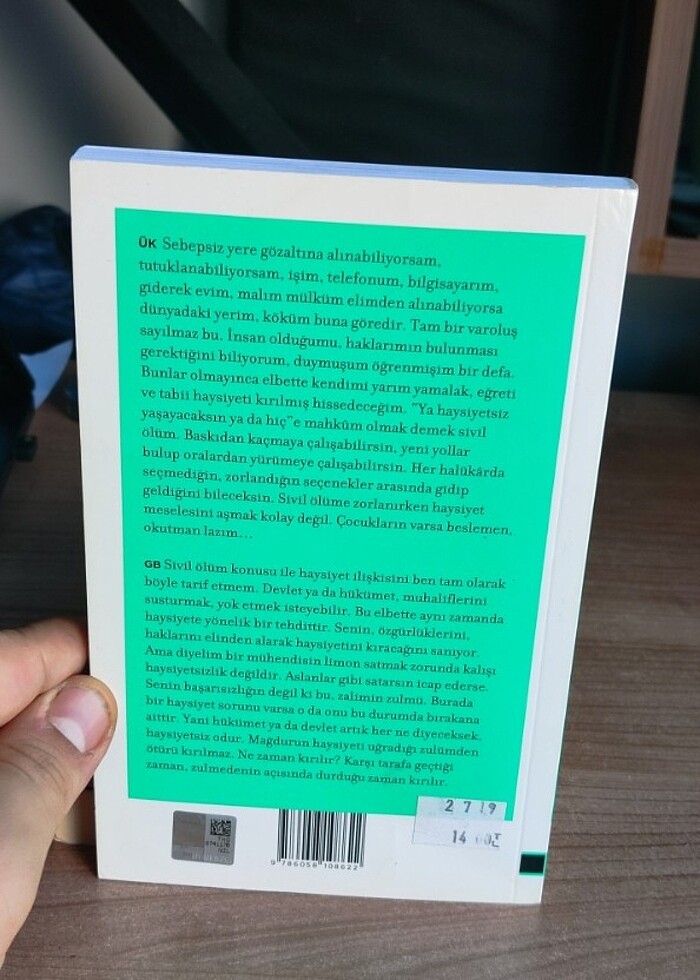 ÜK Sebepsiz yere gözaltına alınabiliyorsam,
tutuklanabiliyorsam, işim, telefonum, bilgisayarım,
giderek evim, malım mülküm elimden alınabiliyorsa
dünyadaki yerim, köküm buna göredir. Tam bir varoluş
sayılmaz bu. İnsan olduğumu, haklarımın bulunması
gerektiğini biliyorum, duymuşum öğrenmişim bir defa.
Bunlar olmayınca elbette kendimi yarım yamalak, eğreti
ve tabii haysiyeti kırılmış hissedeceğim. "Ya haysiyetsiz
yaşayacaksın ya da hiç"e mahkûm olmak demek sivil
ölüm. Baskıdan kaçmaya çalışabilirsin, yeni yollar
bulup oralardan yürümeye çalışabilirsin. Her halükârda
seçmediğin, zorlandığın seçenekler arasında gidip
geldiğini bileceksin. Sivil ölüme zorlanırken haysiyet
meselesini aşmak kolay değil. Çocukların varsa beslemen,
okutman lazım...
GB Sivil ölüm konusu ile haysiyet ilişkisini ben tam olarak
böyle tarif etmem. Devlet ya da hükümet, muhaliflerini
susturmak, yok etmek isteyebilir. Bu elbette aynı zamanda
haysiyete yönelik bir tehdittir. Senin, özgürlüklerini,
haklarını elinden alarak haysiyetini kıracağını sanıyor.
Ama diyelim bir mühendisin limon satmak zorunda kalışı
haysiyetsizlik değildir. Aslanlar gibi satarsın icap ederse.
Senin başarısızlığın değil ki bu, zalimin zulmü. Burada
bir haysiyet sorunu varsa o da onu bu durumda bırakana
aittir. Yani hükümet ya da devlet artık her ne diyeceksek,
haysiyetsiz odur. Mağdurun haysiyeti uğradığı zulümden
ötürü kırılmaz. Ne zaman kırılır? Karşı tarafa geçtiği
zaman, zulmedenin açısında durduğu zaman kırılır.
2 7 19
14
9 786058 108622